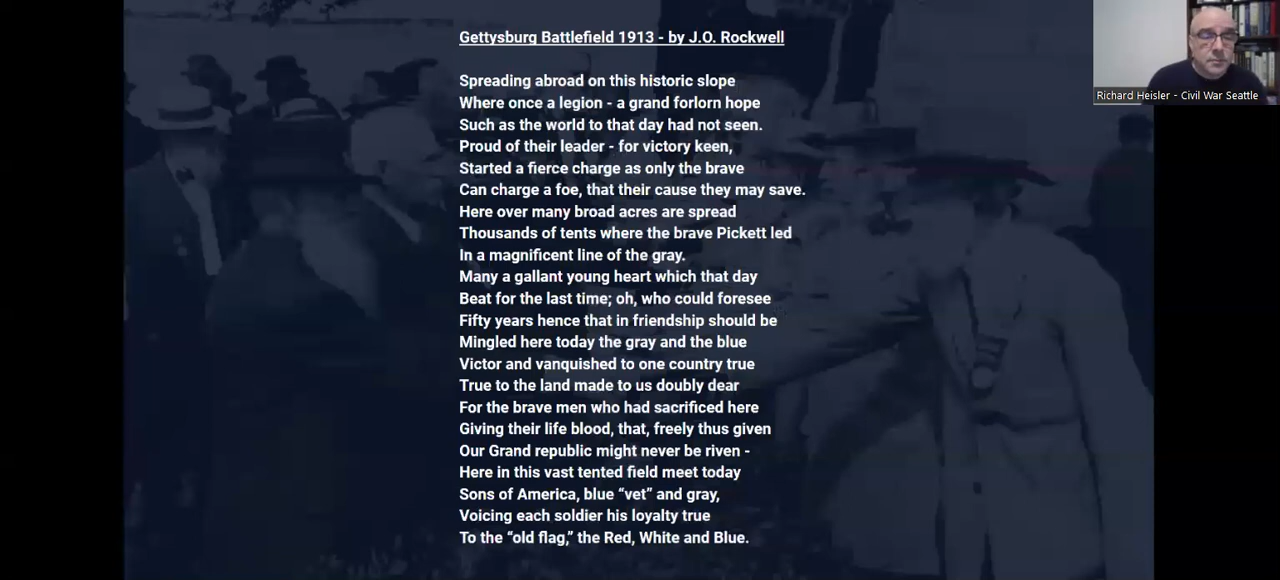 Gettysburg Battlefield 1913 - by J.O. Rockwell
Spreading abroad on this historic slope
Where once a legion - a grand forlorn hope
Such as the world to that day had not seen.
Proud of their leader - for victory keen,
Started a fierce charge as only the brave
Can charge a foe, that their cause they may save.
Here over many broad acres are spread
Thousands of tents where the brave Pickett led
In a magnificent line of the gray.
Many a gallant young heart which that day
Beat for the last time; oh, who could foresee
Fifty years hence that in friendship should be
Mingled here today the gray and the blue
Victor and vanquished to one country true
True to the land made to us doubly dear
For the brave men who had sacrificed here
Giving their life blood, that, freely thus given
Our Grand republic might never be riven -
Here in this vast tented field meet today
Sons of America, blue “vet” and gray,
Voicing each soldier his loyalty true
To the “old flag,” the Red, White and Blue.
Richard Heisler - Civil War Seattle